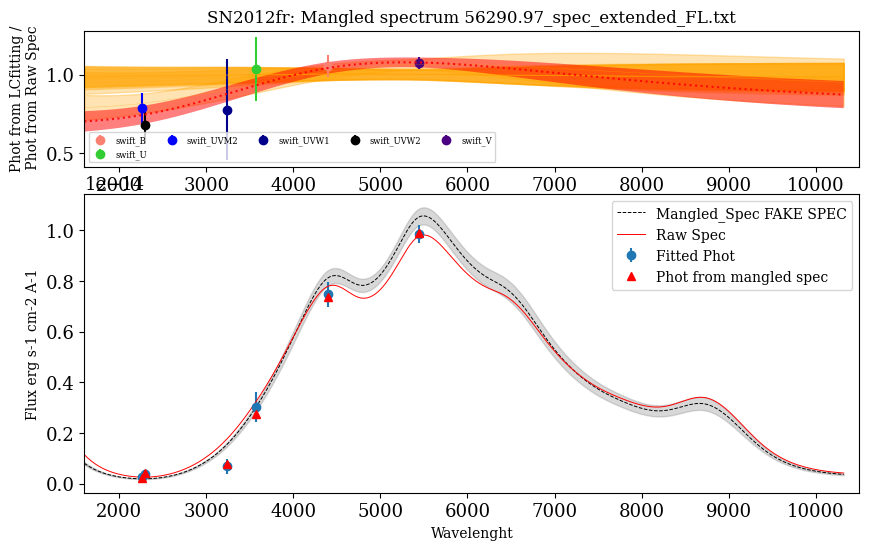 SN2012fr: Mangled spectrum 56290.97_spec_extended_FL.txt
Phot from LCfitting /
Phot from Raw Spec
1.0
0.5
swift_B
swift_UVM2
swift_UVW1
swift_UVW2
swift_V
swift_U
2000 3000 4000 5000 6000 7000 8000 9000 10000
1e−14
Flux erg s-1 cm-2 A-1
1.0
0.8
0.6
0.4
0.2
0.0
Mangled_Spec FAKE SPEC
Raw Spec
Fitted Phot
Phot from mangled spec
2000 3000 4000 5000 6000 7000 8000 9000 10000
Wavelenght